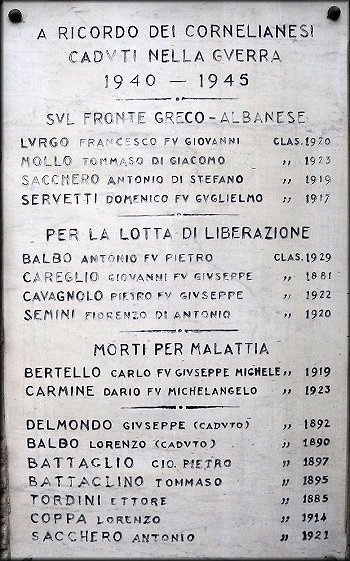 A RICORDO DEI CORNELIANESI
CADVTI NELLA GVERRA
1940 — 1945
SVL FRONTE GRECO-ALBANESE
LVRGO FRANCESCO FV GIOVANNI CLAS. 1920
MOLLO TOMMASO DI GIACOMO ,, 1923
SACCHERO ANTONIO DI STEFANO ,, 1919
SERVETTI DOMENICO FV GVGLIELMO ,, 1917
PER LA LOTTA DI LIBERAZIONE
BALBO ANTONIO FV PIETRO CLAS. 1929
CAREGLIO GIOVANNI FV GIVSEPPE ,, 1881
CAVAGNOLO PIETRO FV GIVSEPPE ,, 1922
SEMINI FIORENZO DI ANTONIO ,, 1920
MORTI PER MALATTIA
BERTELLO CARLO FV GIVSEPPE MICHELE ,, 1919
CARMINE DARIO FV MICHELANGELO ,, 1923
DELMONDO GIVSEPPE (CADVTO) ,, 1892
BALBO LORENZO (CADVTO) ,, 1890
BATTAGLIO GIO. PIETRO ,, 1897
BATTAGLINO TOMMASO ,, 1895
TORDINI ETTORE ,, 1885
COPPA LORENZO ,, 1914
SACCHERO ANTONIO ,, 1921